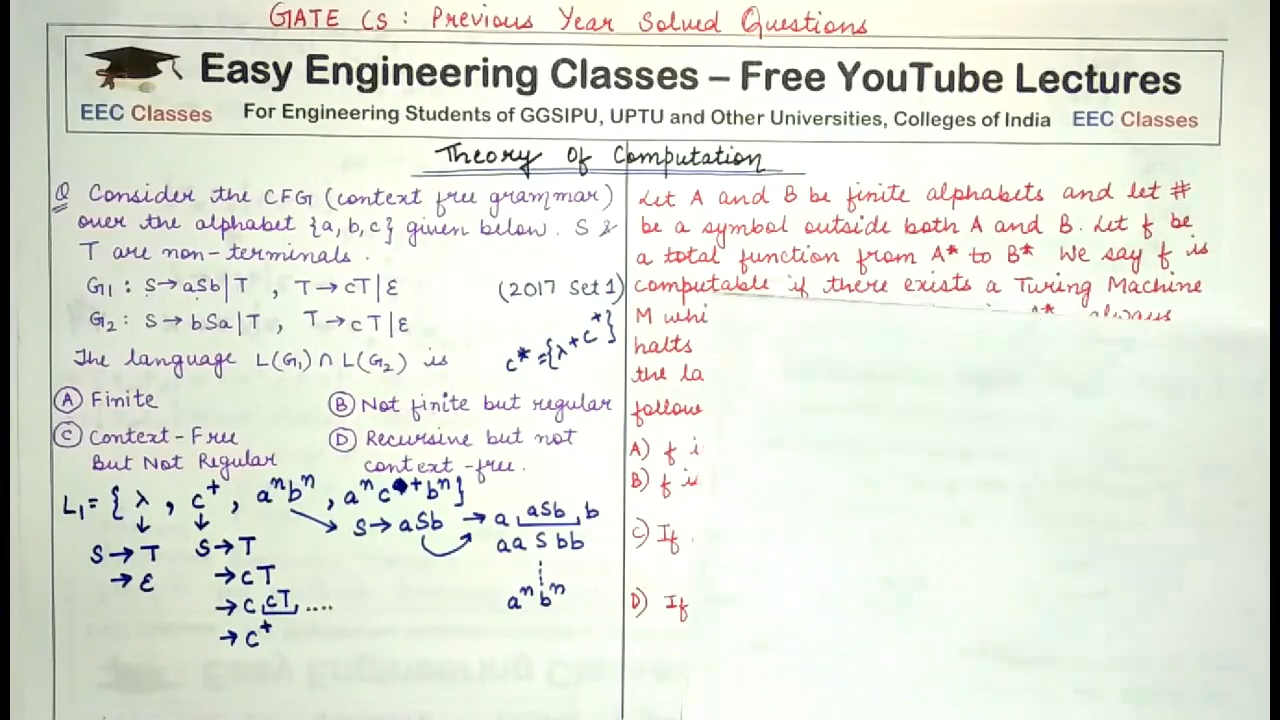 GATE CS: Previous Year Solved Questions
Easy Engineering Classes – Free YouTube Lectures
EEC Classes For Engineering Students of GGSIPU, UPTU and Other Universities, Colleges of India EEC Classes
Theory Of Computation
Q Consider the CFG (context free grammar)
over the alphabet {a, b, c} given below. S &
T are non-terminals.
G1: S→aSb|T , T→cT|ε (2017 Set 1)
G2: S→bSa|T, T→cT|ε
The language L(G1) ∩ L(G2) is
c* = {λ + c+}
(A) Finite
(B) Not finite but regular
(C) Context-Free
But Not Regular
(D) Recursive but not
context-free.
L1 = { λ , c+ , a^n b^n , a^n c+ b^n }
S→T
→ε
S→T
→cT
→c cT ....
→c+
S→aSb →a aSb b
aa S bb
a^n b^n
Let A and B be finite alphabets and let #
be a symbol outside both A and B. Let f be
a total function from A* to B* We say f is
computable if there exists a Turing Machine
M whi A* always
halts
the la
follow
A) f i
B) f is
C) If
D) If